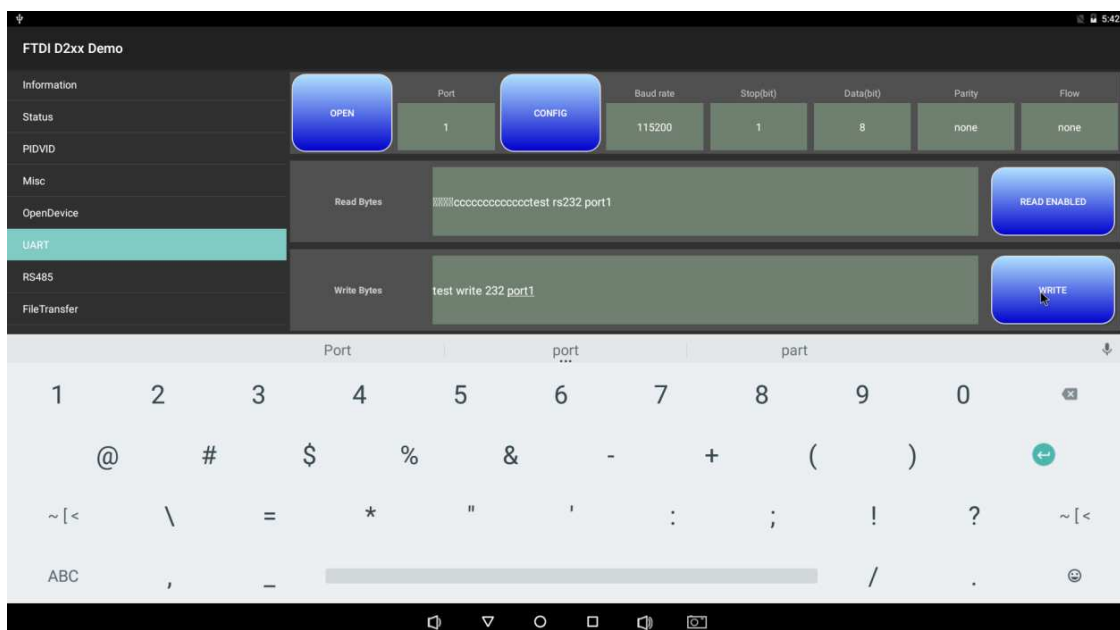 5:42
FTDI D2xx Demo
Information
Status
PIDVID
Misc
OpenDevice
UART
RS485
FileTransfer
OPEN
Port
1
CONFIG
Baud rate
115200
Stop(bit)
1
Data(bit)
8
Parity
none
Flow
none
Read Bytes
cccccccccccccctest rs232 port1
READ ENABLED
Write Bytes
test write 232 port1
WRITE
Port port part
1 2 3 4 5 6 7 8 9 0
@ # $ % & - + ( )
~ [ < \ = * " ' : ; ! ? ~ [ <
ABC , _ / .